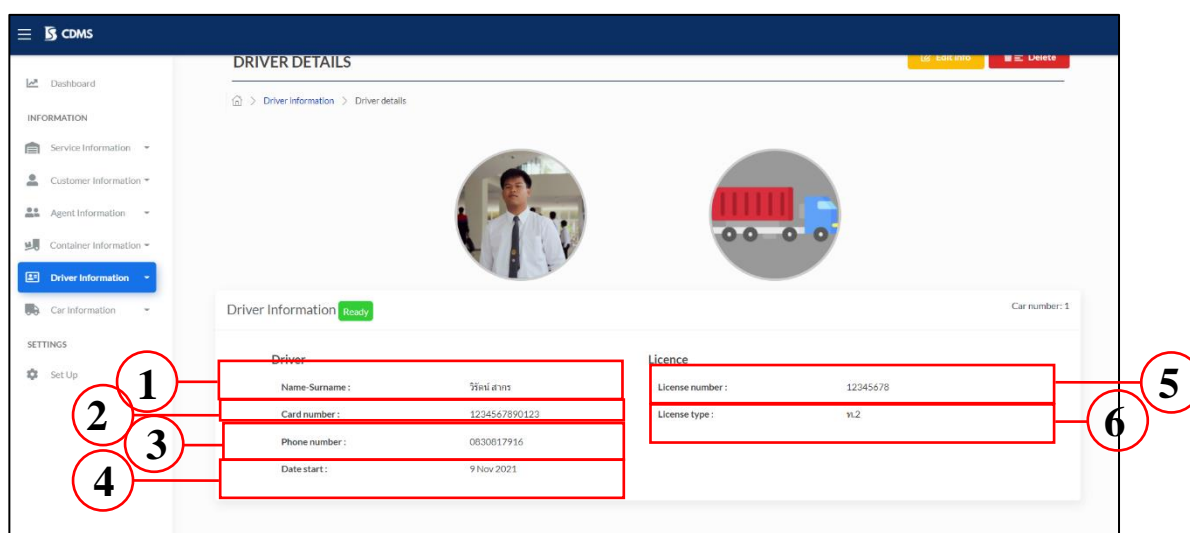 CDMS
DRIVER DETAILS
Edit info
Delete
Driver information > Driver details
Dashboard
INFORMATION
Service Information
Customer Information
Agent Information
Container Information
Driver Information
Car Information
SETTINGS
Set Up
Driver Information Ready
Car number: 1
Driver
Name-Surname : วิรัตน์ สากร
Card number : 1234567890123
Phone number : 0830817916
Date start : 9 Nov 2021
Licence
License number : 12345678
License type : ท.2
1
2
3
4
5
6